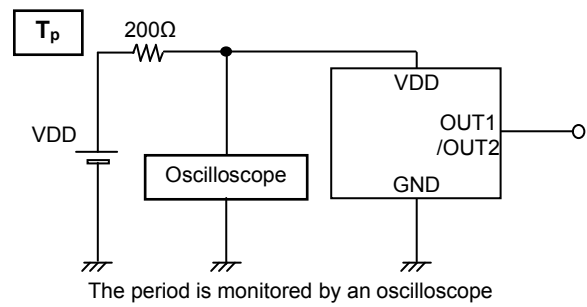 Tp
200Ω
VDD
VDD
OUT1
/OUT2
Oscilloscope
GND
The period is monitored by an oscilloscope